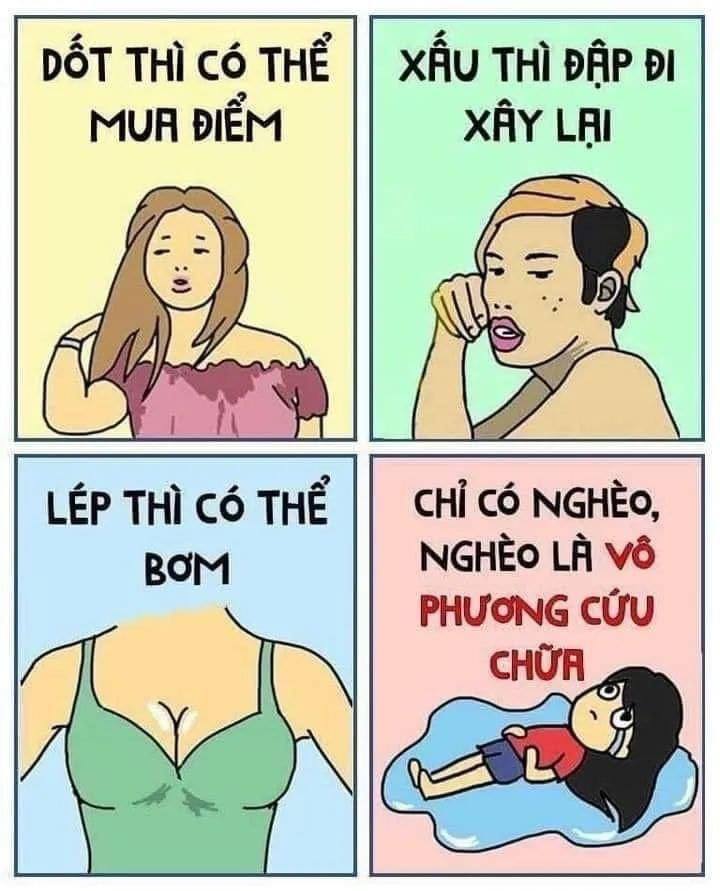 DỐT THÌ CÓ THỂ
MUA ĐIỂM
XẤU THÌ ĐẬP ĐI
XÂY LẠI
LÉP THÌ CÓ THỂ
BƠM
CHỈ CÓ NGHÈO,
NGHÈO LÀ VÔ
PHƯƠNG CỨU
CHỮA